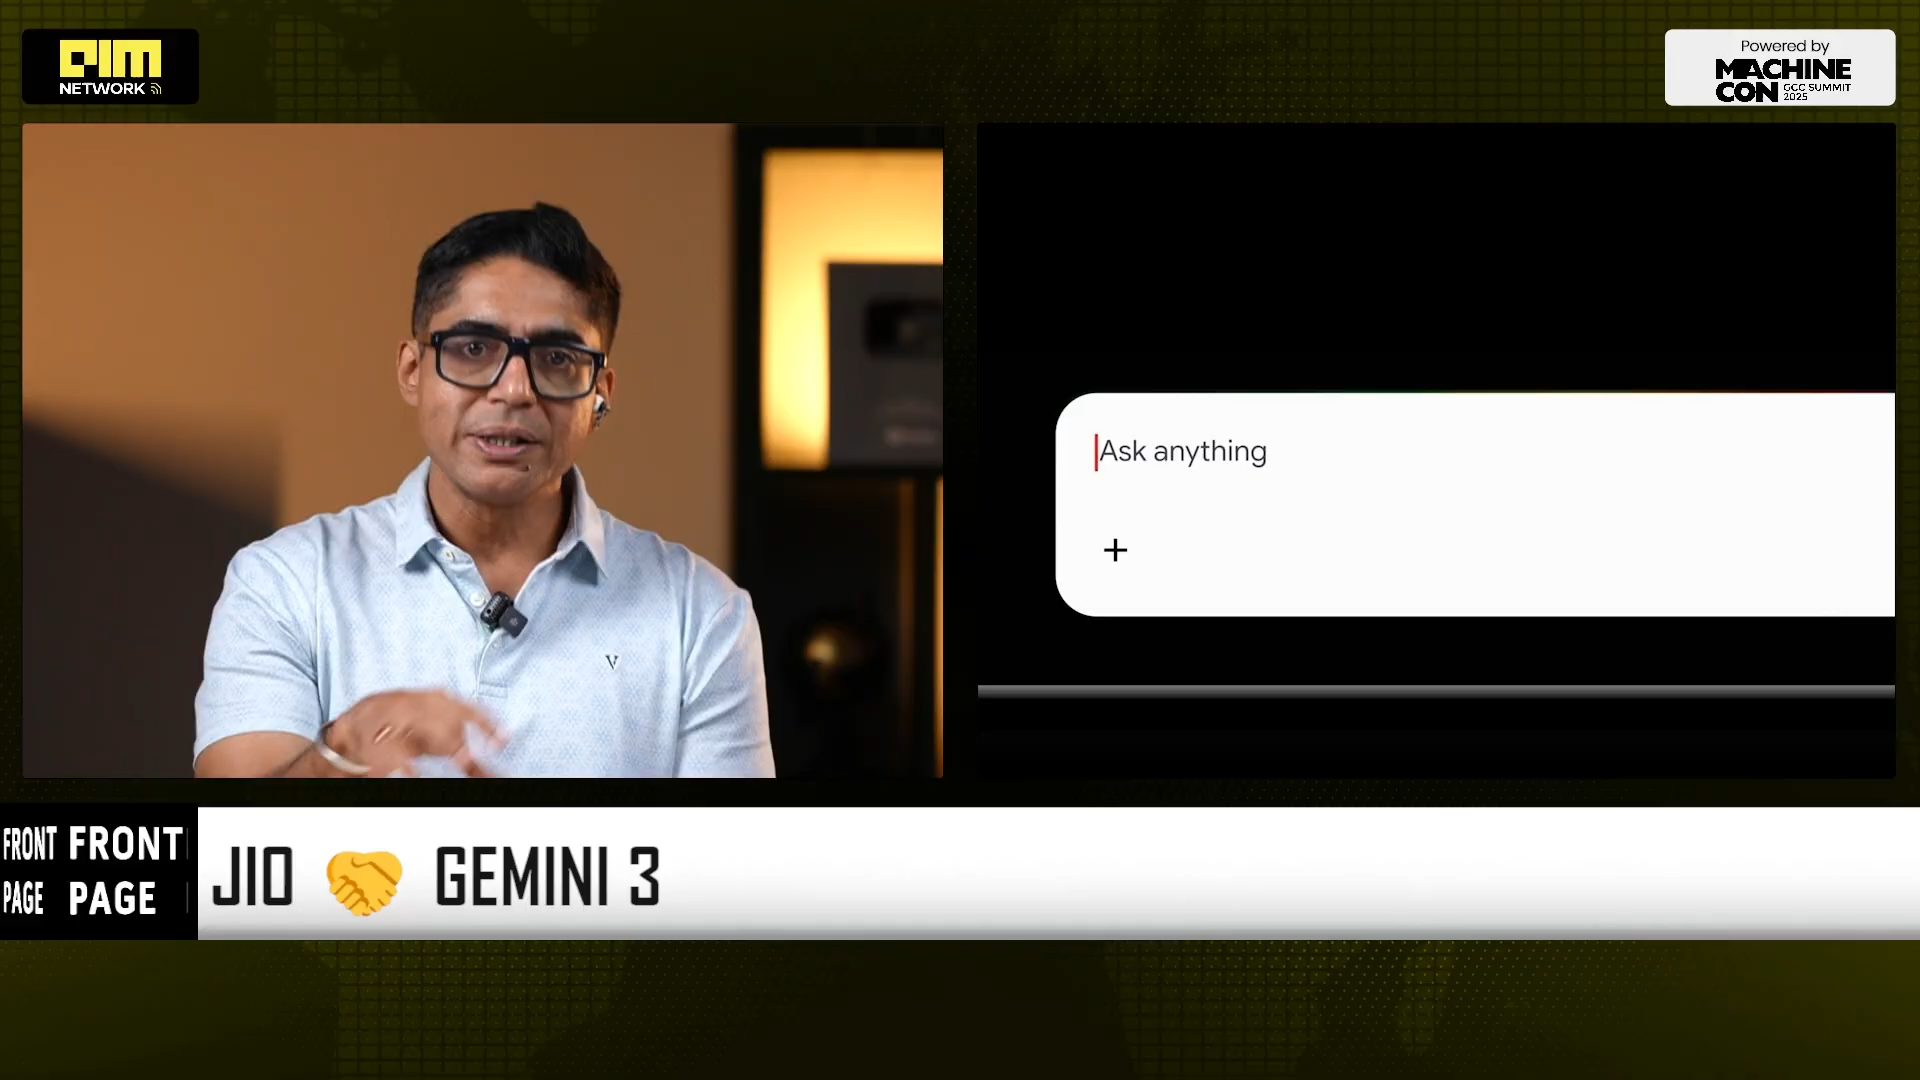 AIM
NETWORK
Powered by
MACHINE
CON GCC SUMMIT
2025
Ask anything
+
V
FRONT FRONT
PAGE PAGE
JIO 🤝 GEMINI 3